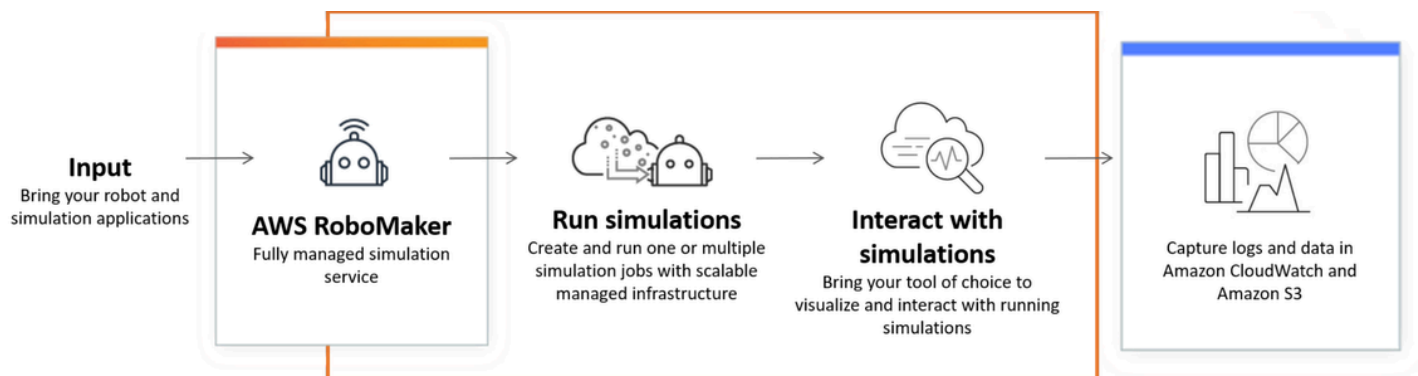 Input
Bring your robot and
simulation applications
AWS RoboMaker
Fully managed simulation
service
Run simulations
Create and run one or multiple
simulation jobs with scalable
managed infrastructure
Interact with
simulations
Bring your tool of choice to
visualize and interact with running
simulations
Capture logs and data in
Amazon CloudWatch and
Amazon S3